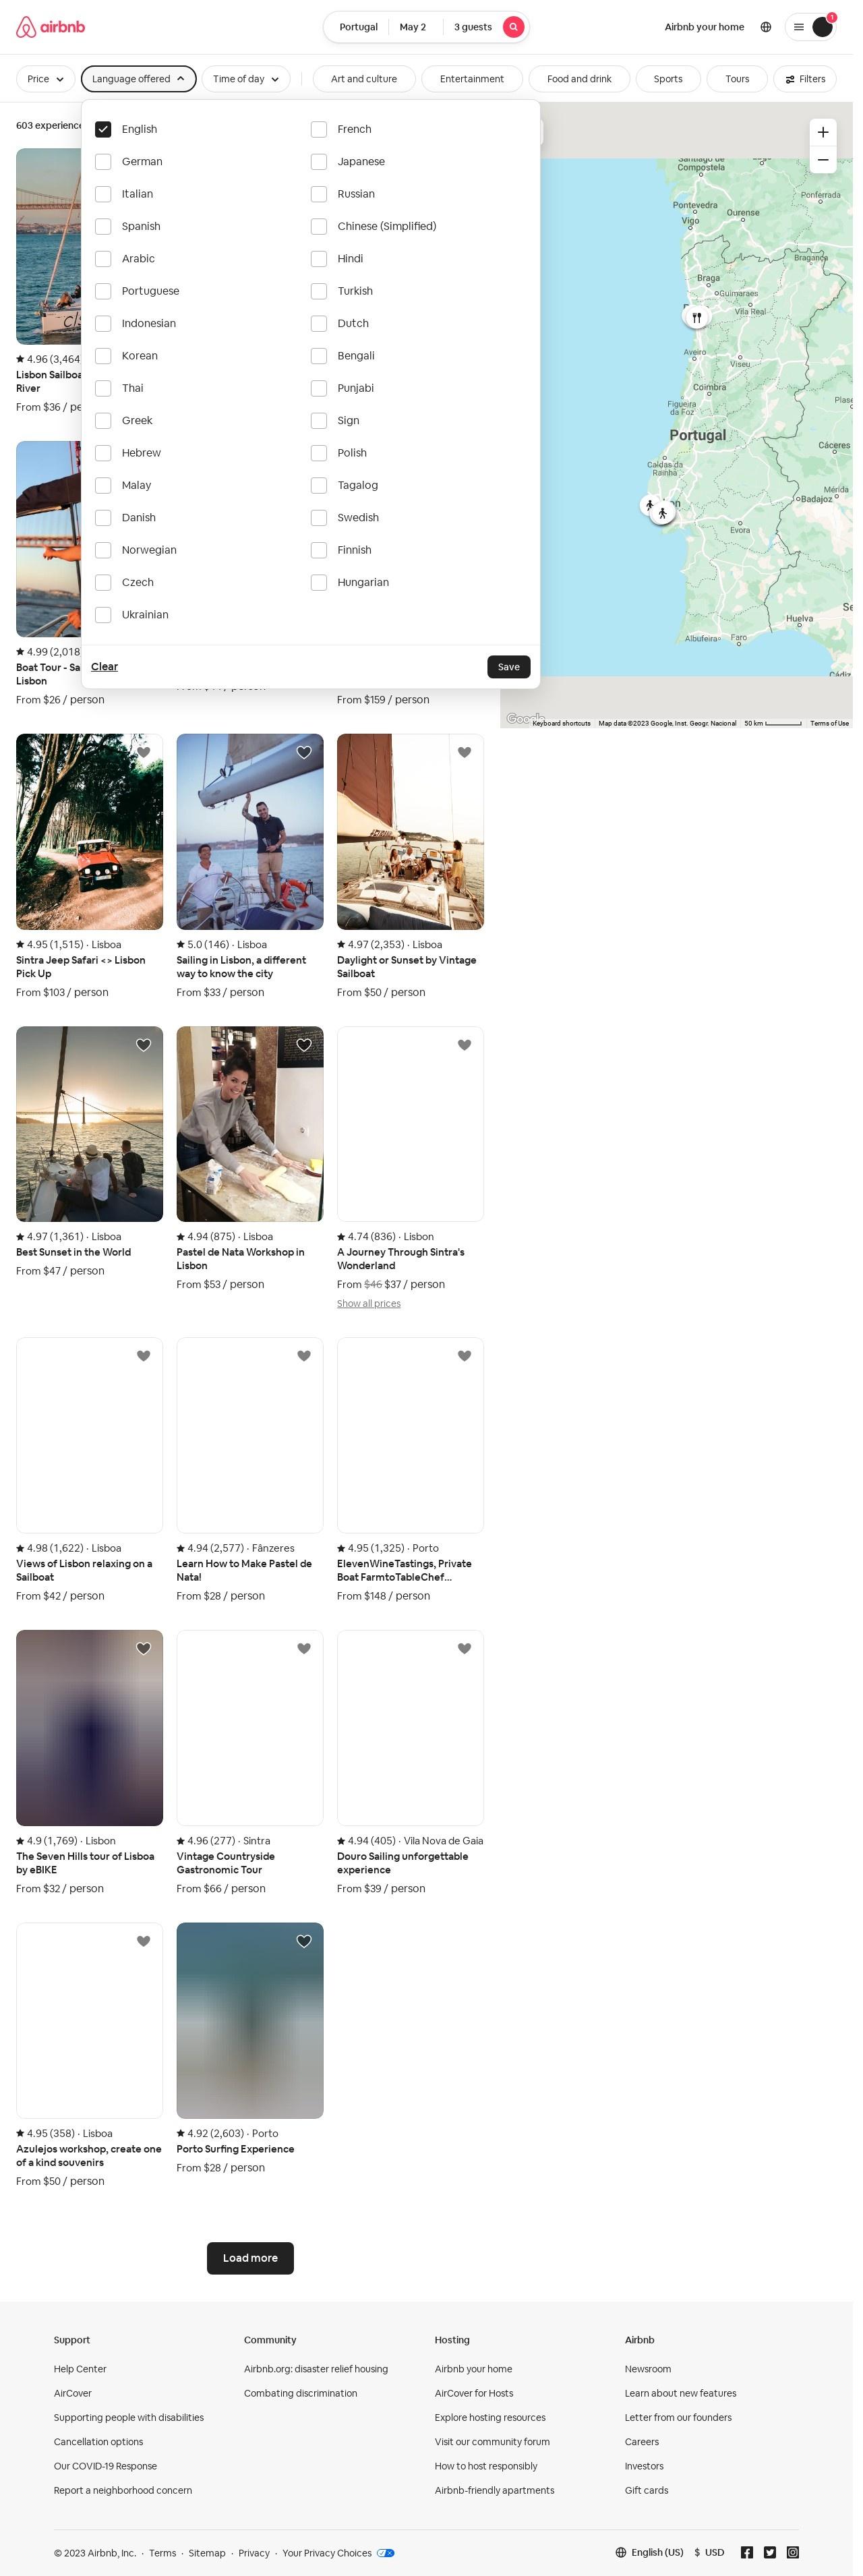 airbnb
Portugal
May 2
3 guests
Airbnb your home
1
Price
Language offered
Time of day
Art and culture
Entertainment
Food and drink
Sports
Tours
Filters
603 experience
English
French
German
Japanese
Italian
Russian
Spanish
Chinese (Simplified)
Arabic
Hindi
Portuguese
Turkish
Indonesian
Dutch
Korean
Bengali
Thai
Punjabi
Greek
Sign
Hebrew
Polish
Malay
Tagalog
Danish
Swedish
Norwegian
Finnish
Czech
Hungarian
Ukrainian
Clear
Save
4.96 (3,464)
Lisbon Sailboa
River
From $36 / pe
4.99 (2,018)
Boat Tour - Sa
Lisbon
From $26 / person
From $159 / person
Santiago de
Compostela
Lugo
Ponferrada
Pontevedra
Vigo
Ourense
Bragança
Braga
Guimaraes
Vila Real
Aveiro
Viseu
Coimbra
Figueira
da Foz
Plase
Portugal
Caldas da
Rainha
Cáceres
Mérida
Badajoz
Evora
Huelva
Se
Albufeira
Faro
Cádiz
Google
Keyboard shortcuts
Map data ©2023 Google, Inst. Geogr. Nacional
50 km
Terms of Use
4.95 (1,515) · Lisboa
Sintra Jeep Safari <> Lisbon
Pick Up
From $103 / person
5.0 (146) · Lisboa
Sailing in Lisbon, a different
way to know the city
From $33 / person
4.97 (2,353) · Lisboa
Daylight or Sunset by Vintage
Sailboat
From $50 / person
4.97 (1,361) · Lisboa
Best Sunset in the World
From $47 / person
4.94 (875) · Lisboa
Pastel de Nata Workshop in
Lisbon
From $53 / person
4.74 (836) · Lisbon
A Journey Through Sintra's
Wonderland
From $46 $37 / person
Show all prices
4.98 (1,622) · Lisboa
Views of Lisbon relaxing on a
Sailboat
From $42 / person
4.94 (2,577) · Fânzeres
Learn How to Make Pastel de
Nata!
From $28 / person
4.95 (1,325) · Porto
ElevenWineTastings, Private
Boat FarmtoTableChef...
From $148 / person
4.9 (1,769) · Lisbon
The Seven Hills tour of Lisboa
by eBIKE
From $32 / person
4.96 (277) · Sintra
Vintage Countryside
Gastronomic Tour
From $66 / person
4.94 (405) · Vila Nova de Gaia
Douro Sailing unforgettable
experience
From $39 / person
4.95 (358) · Lisboa
Azulejos workshop, create one
of a kind souvenirs
From $50 / person
4.92 (2,603) · Porto
Porto Surfing Experience
From $28 / person
Load more
Support
Help Center
AirCover
Supporting people with disabilities
Cancellation options
Our COVID-19 Response
Report a neighborhood concern
Community
Airbnb.org: disaster relief housing
Combating discrimination
Hosting
Airbnb your home
AirCover for Hosts
Explore hosting resources
Visit our community forum
How to host responsibly
Airbnb-friendly apartments
Airbnb
Newsroom
Learn about new features
Letter from our founders
Careers
Investors
Gift cards
© 2023 Airbnb, Inc. · Terms · Sitemap · Privacy · Your Privacy Choices
English (US)
$ USD